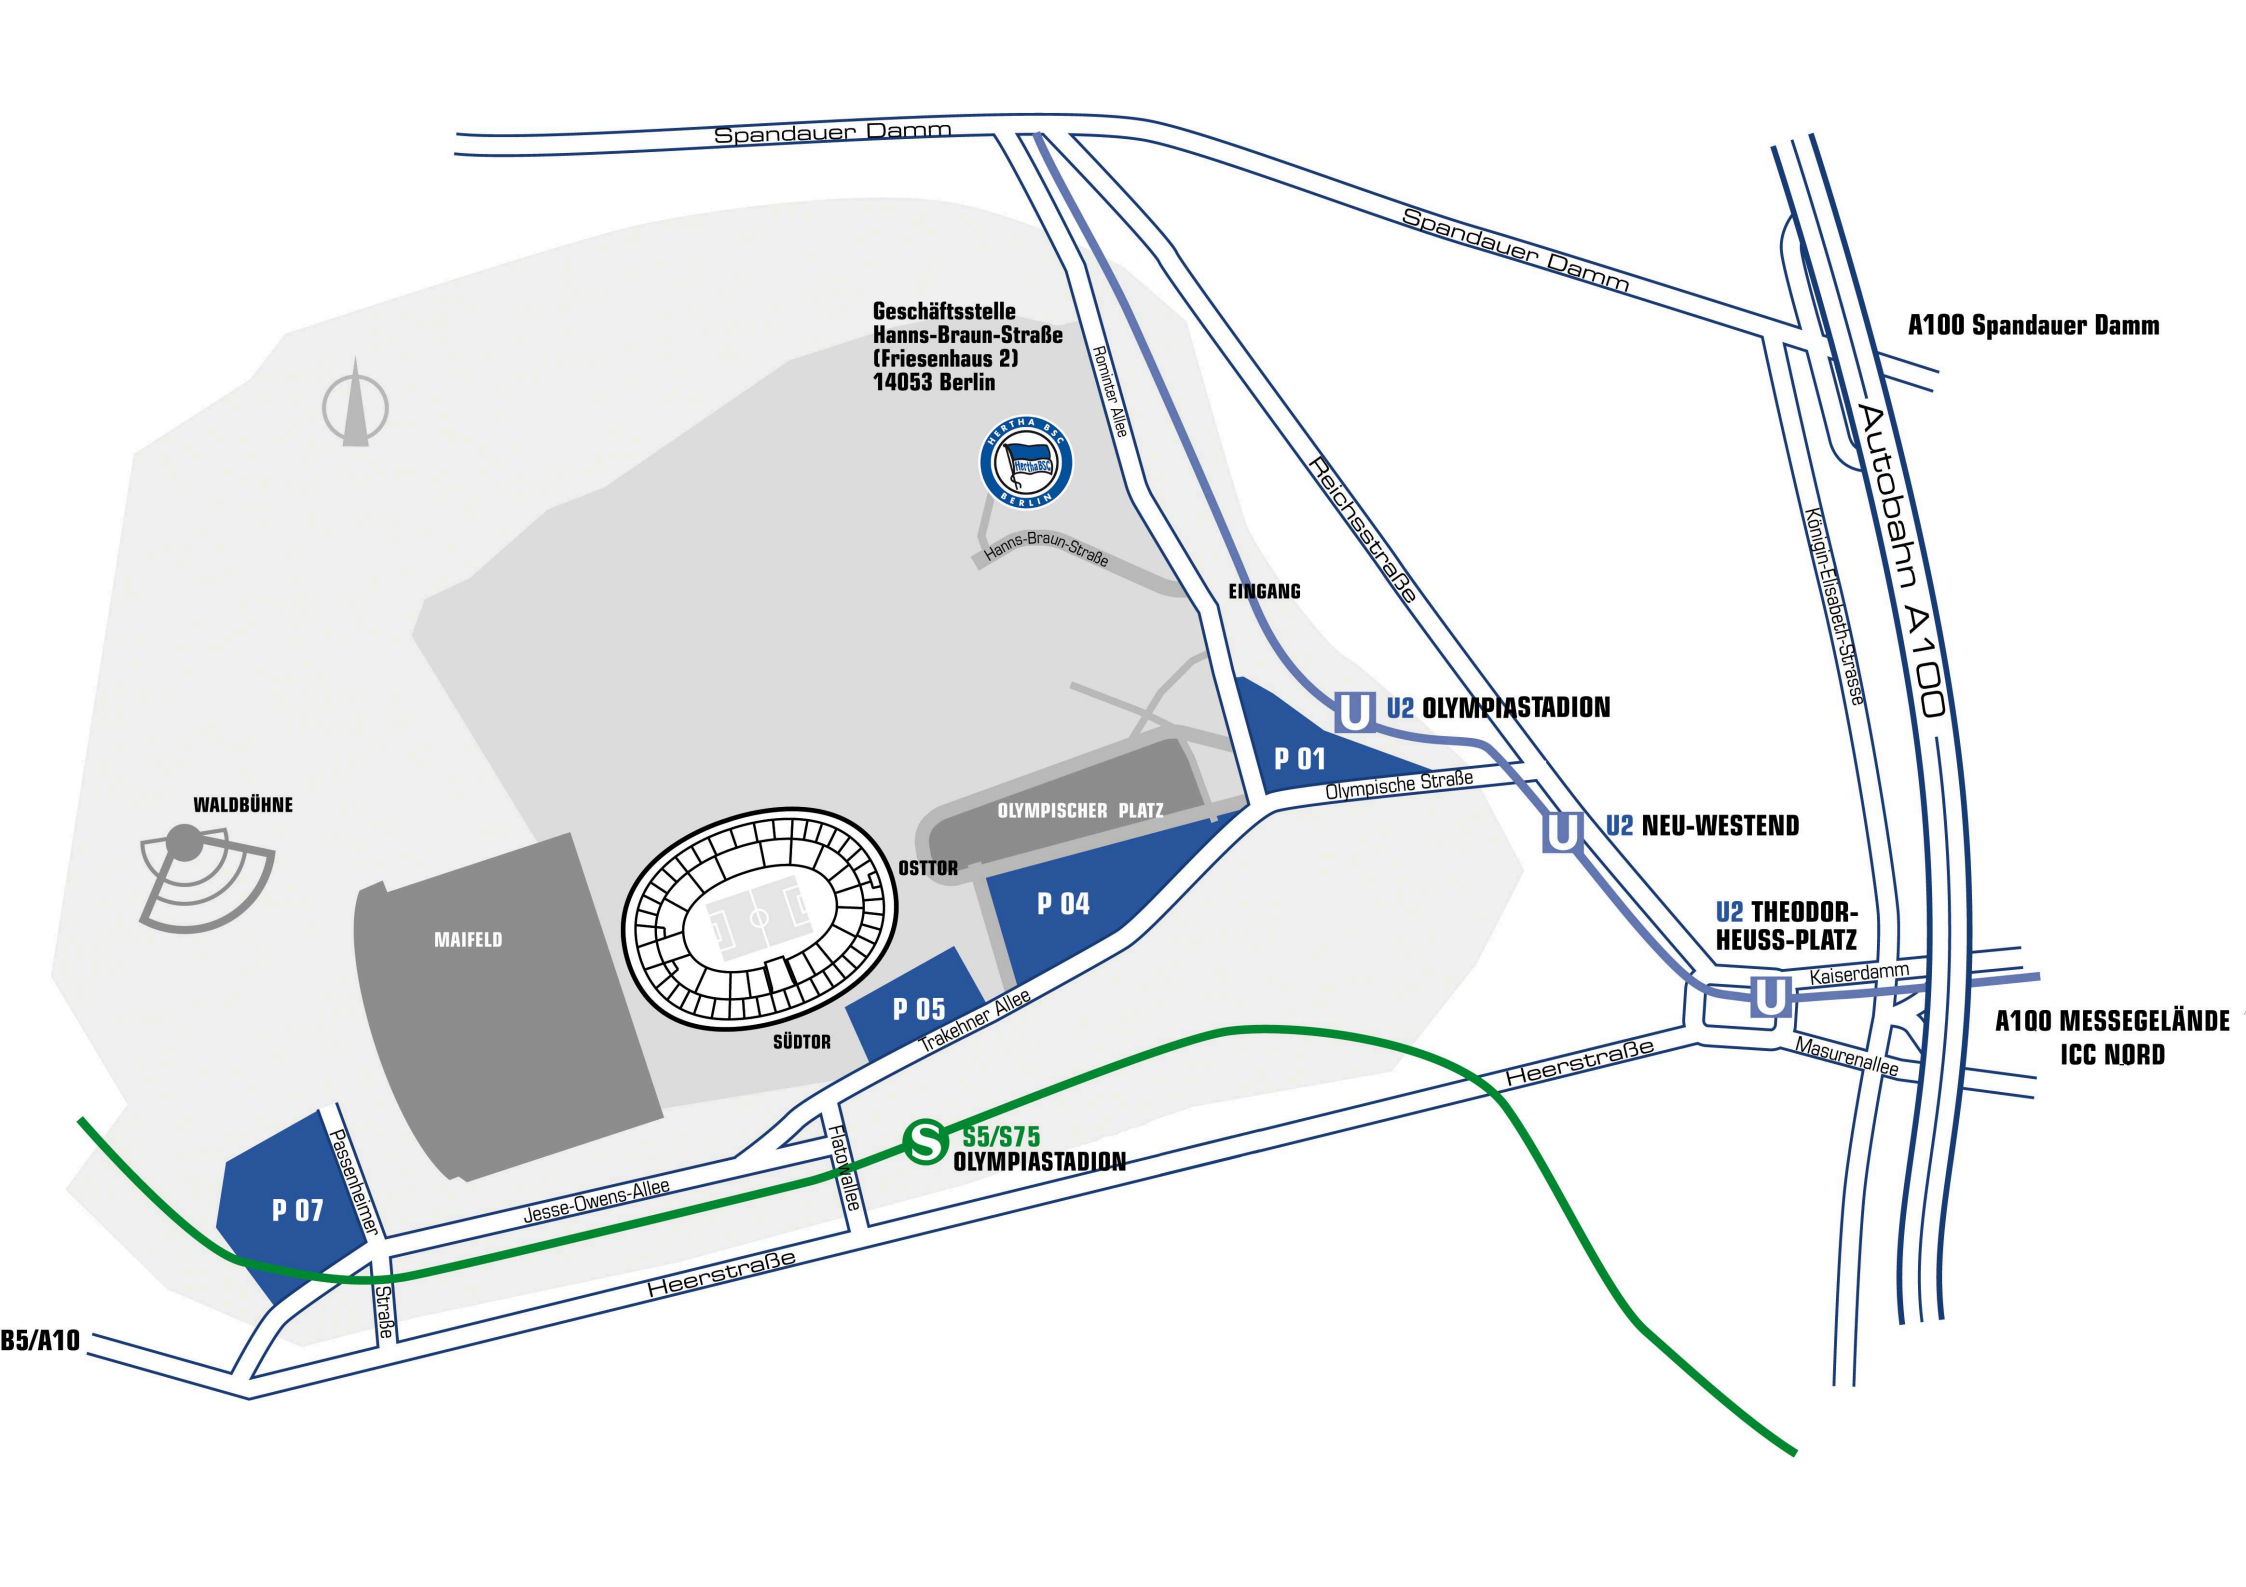 Spandauer Damm
Spandauer Damm
A100 Spandauer Damm
Geschäftsstelle
Hanns-Braun-Straße
(Friesenhaus 2)
14053 Berlin
Rominter Allee
HERTHA BSC
HerthaBSC
BERLIN
Hanns-Braun-Straße
Reichsstraße
Autobahn A100
Königin-Elisabeth-Strasse
EINGANG
U
U2 OLYMPIASTADION
P 01
Olympische Straße
WALDBÜHNE
OLYMPISCHER PLATZ
U
U2 NEU-WESTEND
OSTTOR
P 04
U2 THEODOR-
HEUSS-PLATZ
MAIFELD
Kaiserdamm
U
P 05
Trakehner Allee
A100 MESSEGELÄNDE
ICC NORD
SÜDTOR
Masurenallee
Heerstraße
S
S5/S75
OLYMPIASTADION
Flatowallee
Passenheimer
Straße
P 07
Jesse-Owens-Allee
Heerstraße
B5/A10